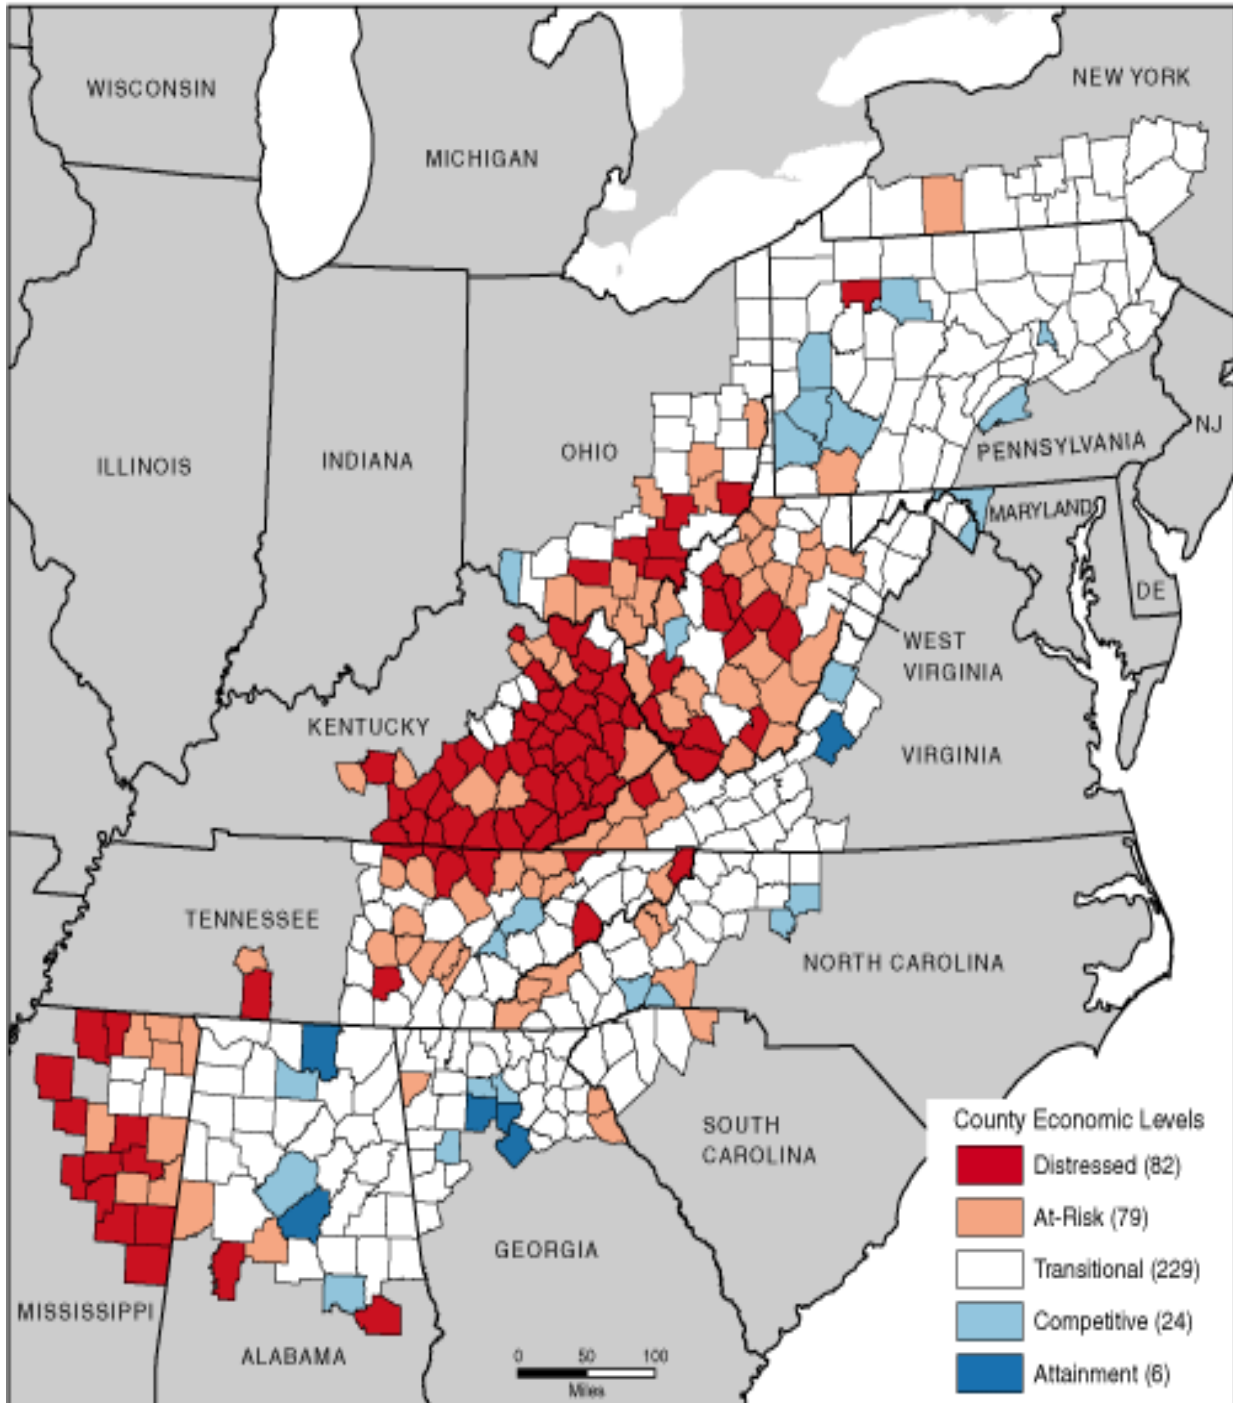 WISCONSIN
NEW YORK
MICHIGAN
ILLINOIS
INDIANA
OHIO
PENNSYLVANIA
NJ
MARYLAND
DE
WEST
VIRGINIA
KENTUCKY
VIRGINIA
TENNESSEE
NORTH CAROLINA
SOUTH
CAROLINA
GEORGIA
MISSISSIPPI
ALABAMA
0 50 100
Miles
County Economic Levels
Distressed (82)
At-Risk (79)
Transitional (229)
Competitive (24)
Attainment (6)